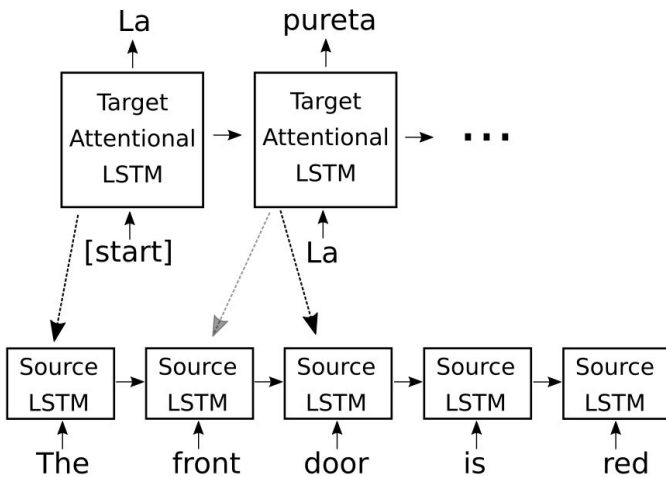 La pureta
Target Target
Attentional Attentional
LSTM LSTM
...
[start] La
Source Source Source Source Source
LSTM LSTM LSTM LSTM LSTM
The front door is red